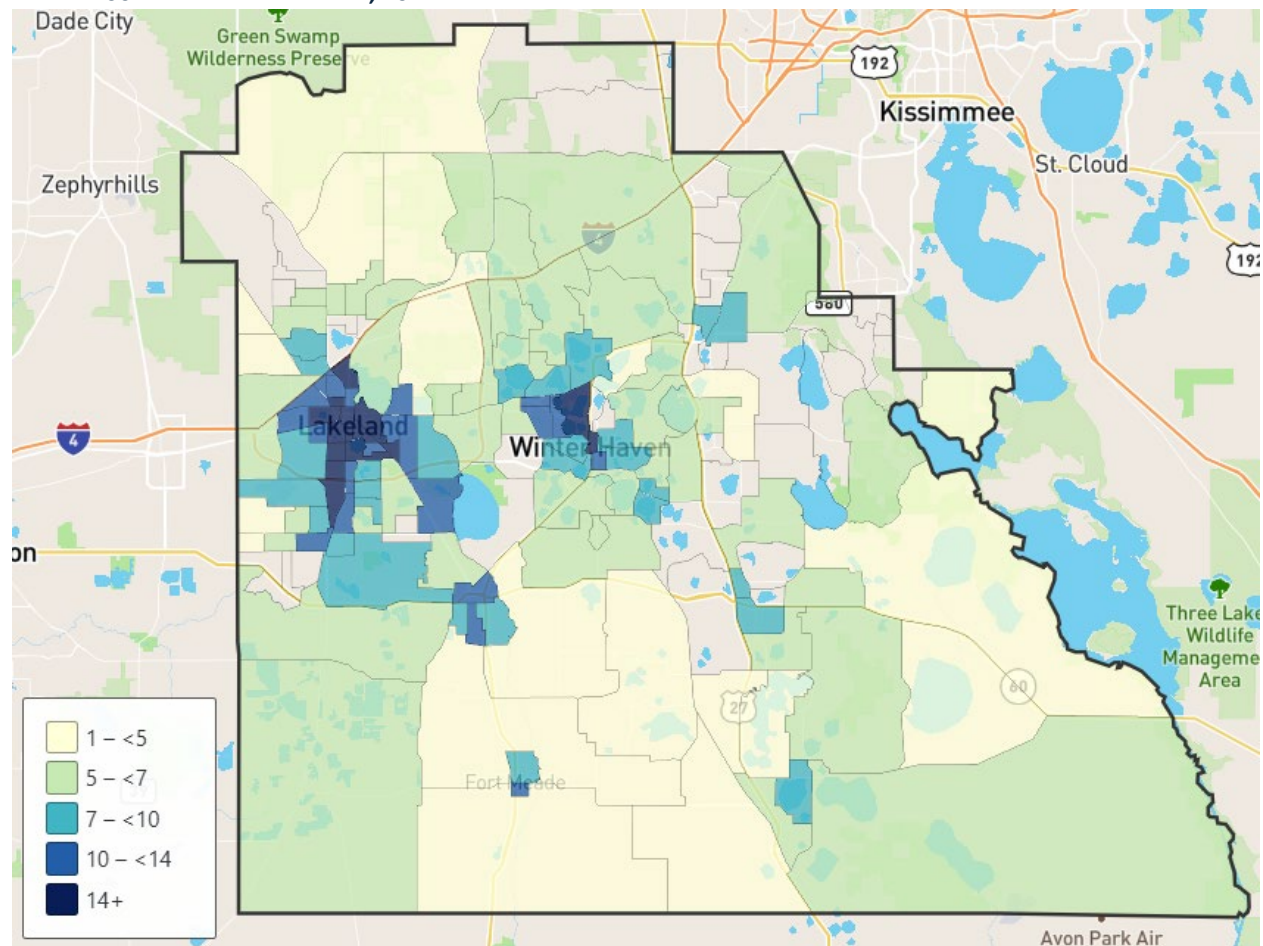 Dade City
Green Swamp
Wilderness Preserve
192
Kissimmee
St. Cloud
Zephyrhills
192
4
580
Lakeland
4
Winter Haven
on
Three Lake
Wildlife
Manageme
Area
60
27
Fort Meade
1 – <5
5 – <7
7 – <10
10 – <14
14+
Avon Park Air